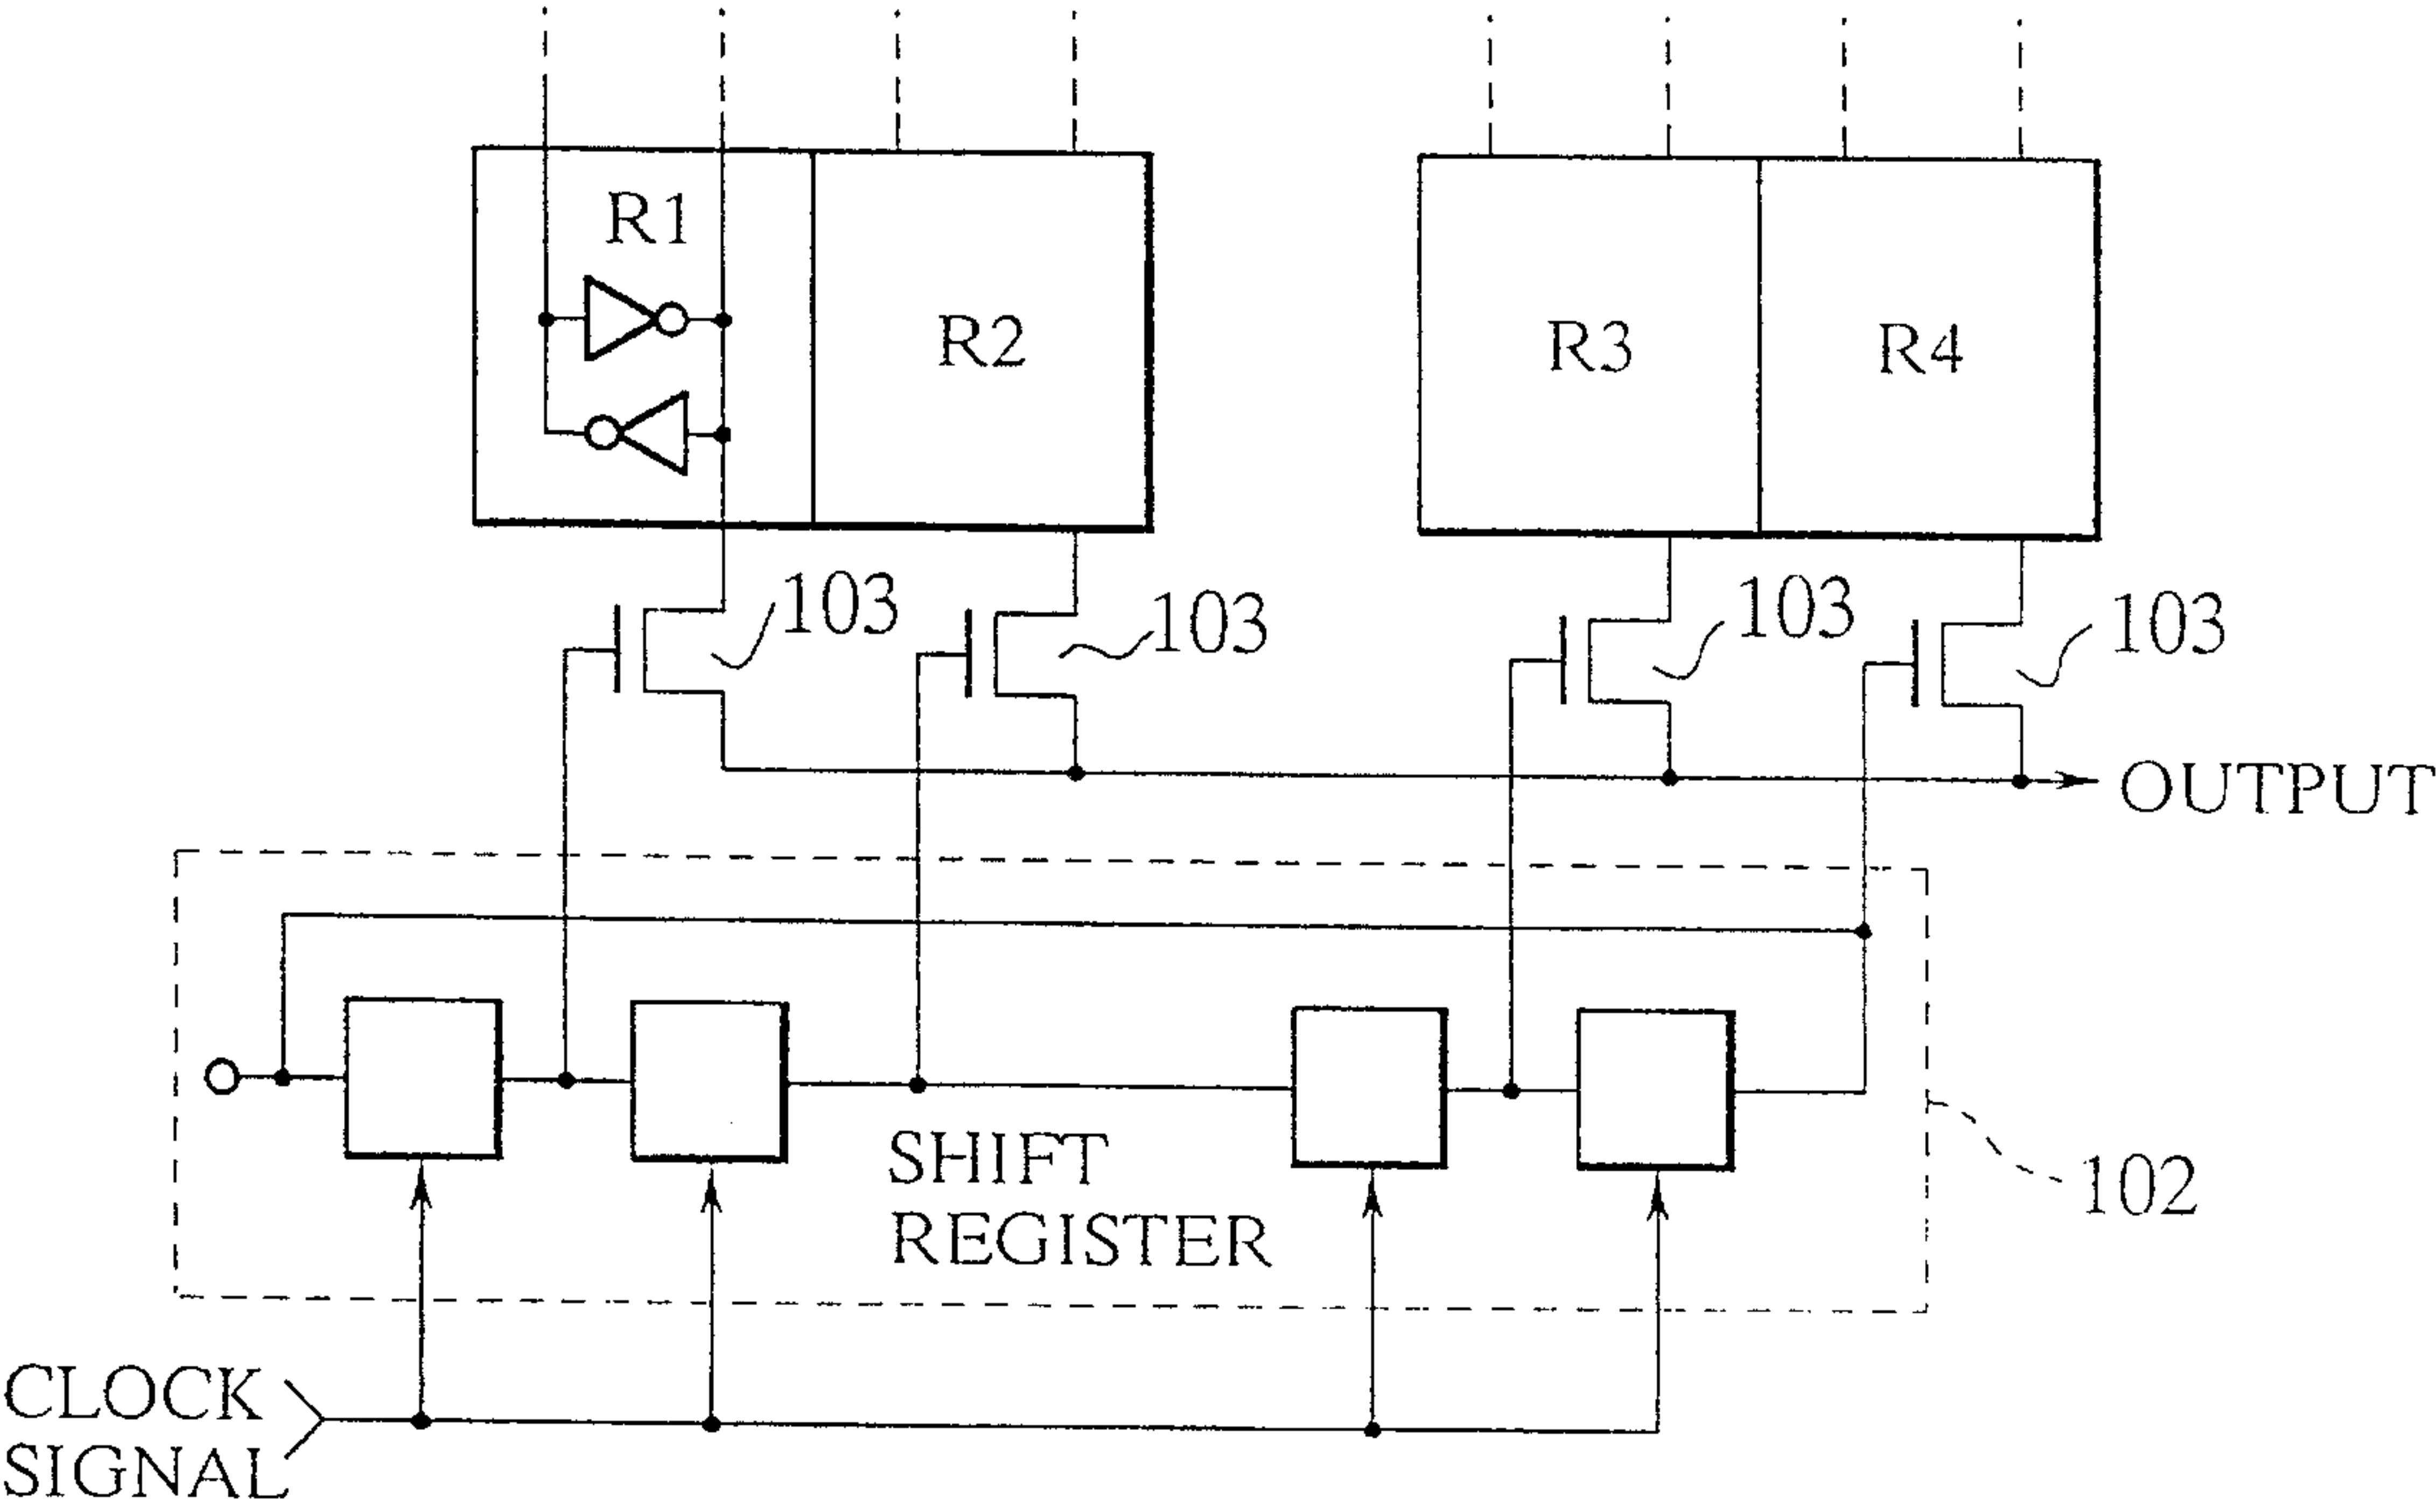 R1
R2
R3
R4
103
103
103
103
OUTPUT
SHIFT
REGISTER
102
CLOCK
SIGNAL